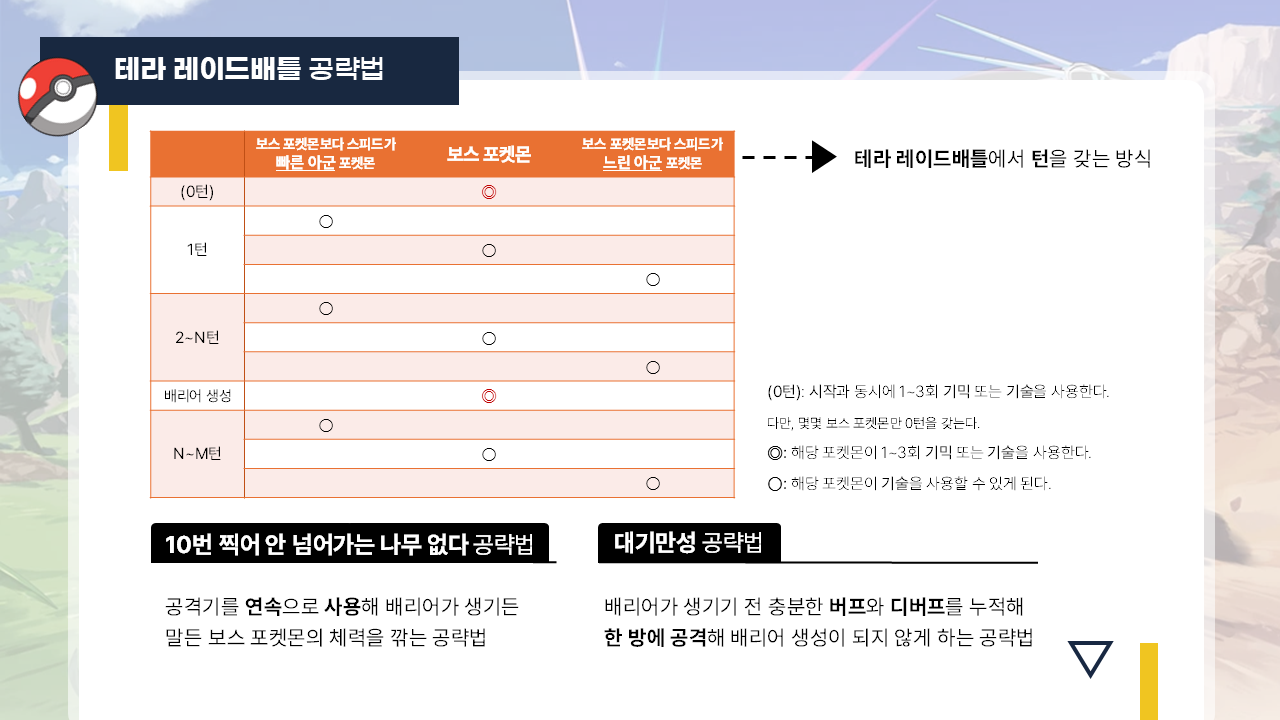 테라 레이드배틀 공략법
보스 포켓몬보다 스피드가
빠른 아군 포켓몬
보스 포켓몬
보스 포켓몬보다 스피드가
느린 아군 포켓몬
테라 레이드배틀에서 턴을 갖는 방식
(0턴)
◎
1턴
○
○
○
2~N턴
○
○
○
배리어 생성
◎
N~M턴
○
○
○
(0턴): 시작과 동시에 1~3회 기믹 또는 기술을 사용한다.
다만, 몇몇 보스 포켓몬만 0턴을 갖는다.
◎: 해당 포켓몬이 1~3회 기믹 또는 기술을 사용한다.
○: 해당 포켓몬이 기술을 사용할 수 있게 된다.
10번 찍어 안 넘어가는 나무 없다 공략법
공격기를 연속으로 사용해 배리어가 생기든
말든 보스 포켓몬의 체력을 깎는 공략법
대기만성 공략법
배리어가 생기기 전 충분한 버프와 디버프를 누적해
한 방에 공격해 배리어 생성이 되지 않게 하는 공략법